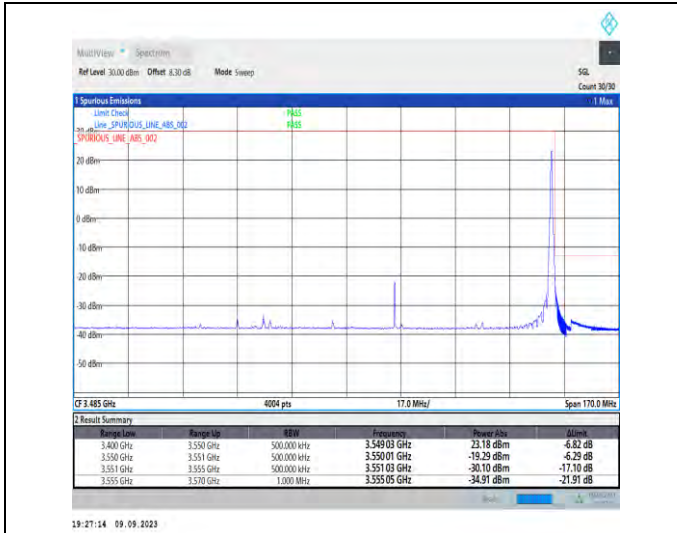 MultiView Spectrum
Ref Level 30.00 dBm Offset 8.30 dB Mode Sweep SGL
Count 30/30
1 Spurious Emissions 1 Max
Limit Check PASS
Line _SPURIOUS_LINE_ABS_002 PASS
30 dBm
_SPURIOUS_LINE_ABS_002
20 dBm
10 dBm
0 dBm
-10 dBm
-20 dBm
-30 dBm
-40 dBm
-50 dBm
CF 3.485 GHz 4004 pts 17.0 MHz/ Span 170.0 MHz
2 Result Summary
Range Low Range Up RBW Frequency Power Abs ΔLimit
3.400 GHz 3.550 GHz 500.000 kHz 3.549 03 GHz 23.18 dBm -6.82 dB
3.550 GHz 3.551 GHz 500.000 kHz 3.550 01 GHz -19.29 dBm -6.29 dB
3.551 GHz 3.555 GHz 500.000 kHz 3.551 03 GHz -30.10 dBm -17.10 dB
3.555 GHz 3.570 GHz 1.000 MHz 3.555 05 GHz -34.91 dBm -21.91 dB
19:27:14 09.09.2023